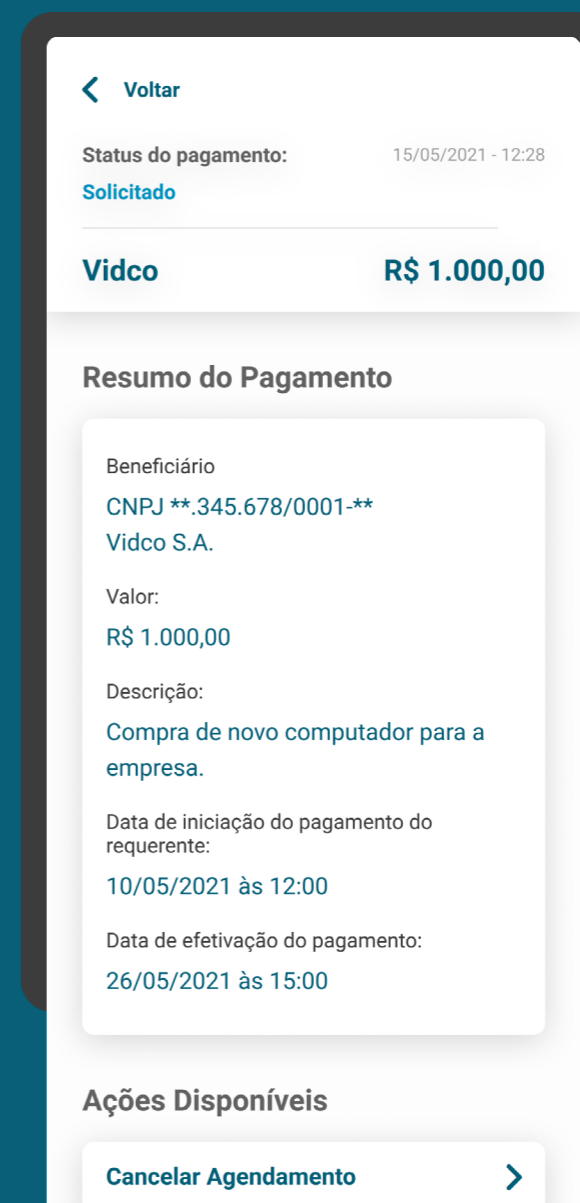 Voltar
Status do pagamento: 15/05/2021 - 12:28
Solicitado
Vidco R$ 1.000,00
Resumo do Pagamento
Beneficiário
CNPJ **.345.678/0001-**
Vidco S.A.
Valor:
R$ 1.000,00
Descrição:
Compra de novo computador para a
empresa.
Data de iniciação do pagamento do
requerente:
10/05/2021 às 12:00
Data de efetivação do pagamento:
26/05/2021 às 15:00
Ações Disponíveis
Cancelar Agendamento